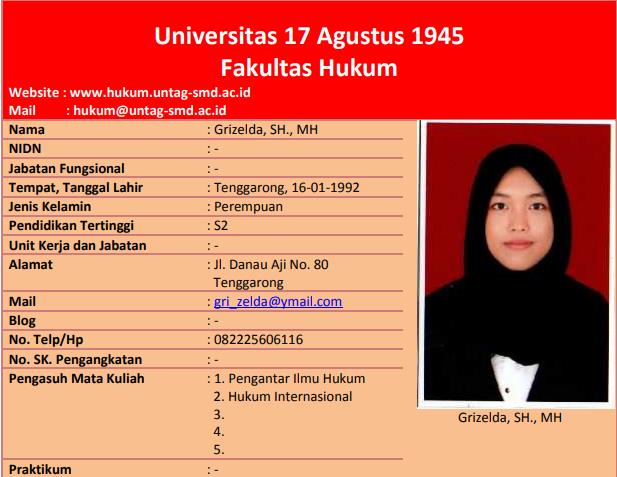 Universitas 17 Agustus 1945
Fakultas Hukum
Website : www.hukum.untag-smd.ac.id
Mail : hukum@untag-smd.ac.id
Nama : Grizelda, SH., MH
NIDN : -
Jabatan Fungsional : -
Tempat, Tanggal Lahir : Tenggarong, 16-01-1992
Jenis Kelamin : Perempuan
Pendidikan Tertinggi : S2
Unit Kerja dan Jabatan : -
Alamat : Jl. Danau Aji No. 80
Tenggarong
Mail : gri_zelda@ymail.com
Blog : -
No. Telp/Hp : 082225606116
No. SK. Pengangkatan : -
Pengasuh Mata Kuliah : 1. Pengantar Ilmu Hukum
2. Hukum Internasional
3.
4.
5.
Praktikum : -
Grizelda, SH., MH